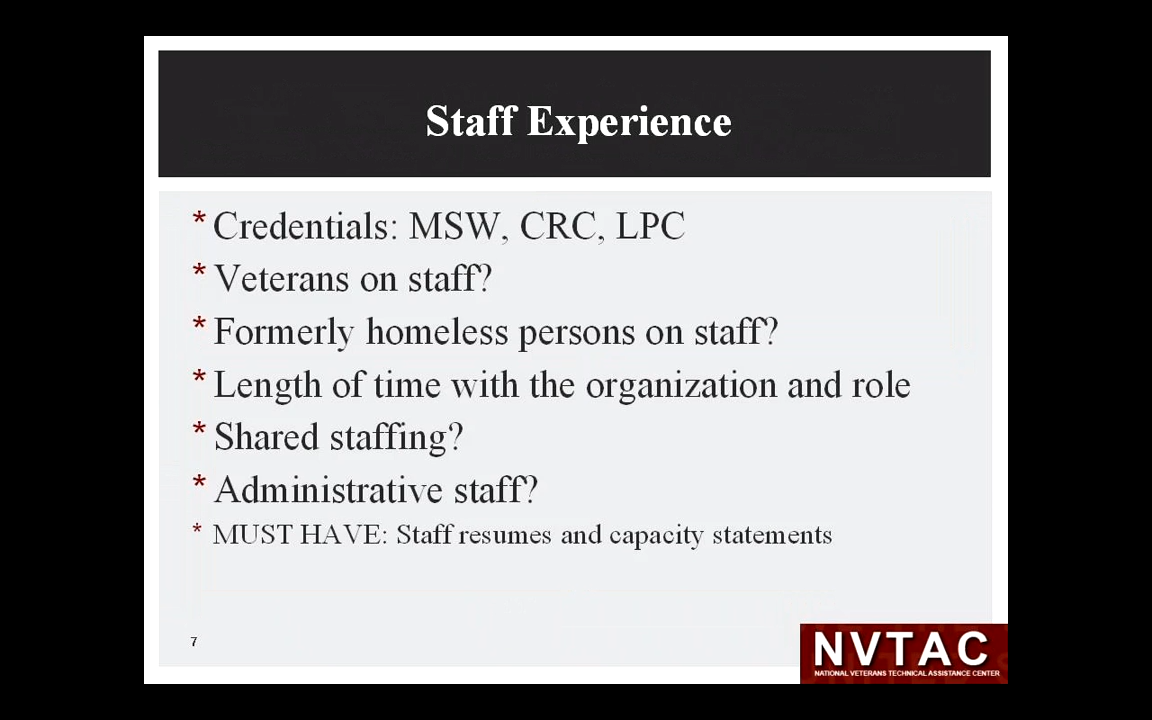 Staff Experience
* Credentials: MSW, CRC, LPC
* Veterans on staff?
* Formerly homeless persons on staff?
* Length of time with the organization and role
* Shared staffing?
* Administrative staff?
* MUST HAVE: Staff resumes and capacity statements
7
NVTAC
NATIONAL VETERANS TECHNICAL ASSISTANCE CENTER